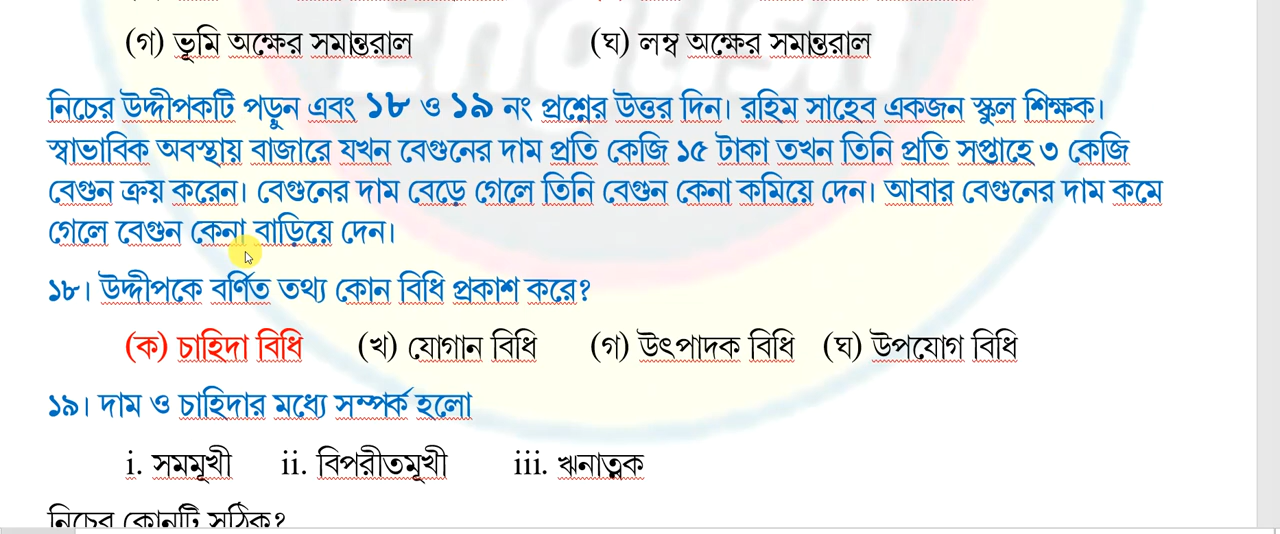 (গ) ভূমি অক্ষের সমান্তরাল (ঘ) লম্ব অক্ষের সমান্তরাল
নিচের উদ্দীপকটি পড়ুন এবং ১৮ ও ১৯ নং প্রশ্নের উত্তর দিন। রহিম সাহেব একজন স্কুল শিক্ষক।
স্বাভাবিক অবস্থায় বাজারে যখন বেগুনের দাম প্রতি কেজি ১৫ টাকা তখন তিনি প্রতি সপ্তাহে ৩ কেজি
বেগুন ক্রয় করেন। বেগুনের দাম বেড়ে গেলে তিনি বেগুন কেনা কমিয়ে দেন। আবার বেগুনের দাম কমে
গেলে বেগুন কেনা বাড়িয়ে দেন।
১৮। উদ্দীপকে বর্ণিত তথ্য কোন বিধি প্রকাশ করে?
(ক) চাহিদা বিধি (খ) যোগান বিধি (গ) উৎপাদক বিধি (ঘ) উপযোগ বিধি
১৯। দাম ও চাহিদার মধ্যে সম্পর্ক হলো
i. সমমূখী ii. বিপরীতমূখী iii. ঋনাত্নক
নিচের কোনটি সঠিক?